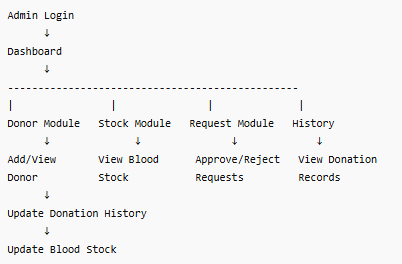 Admin Login
↓
Dashboard
↓
------------------------------------------------
| | | |
Donor Module Stock Module Request Module History
↓ ↓ ↓ ↓
Add/View View Blood Approve/Reject View Donation
Donor Stock Requests Records
↓
Update Donation History
↓
Update Blood Stock